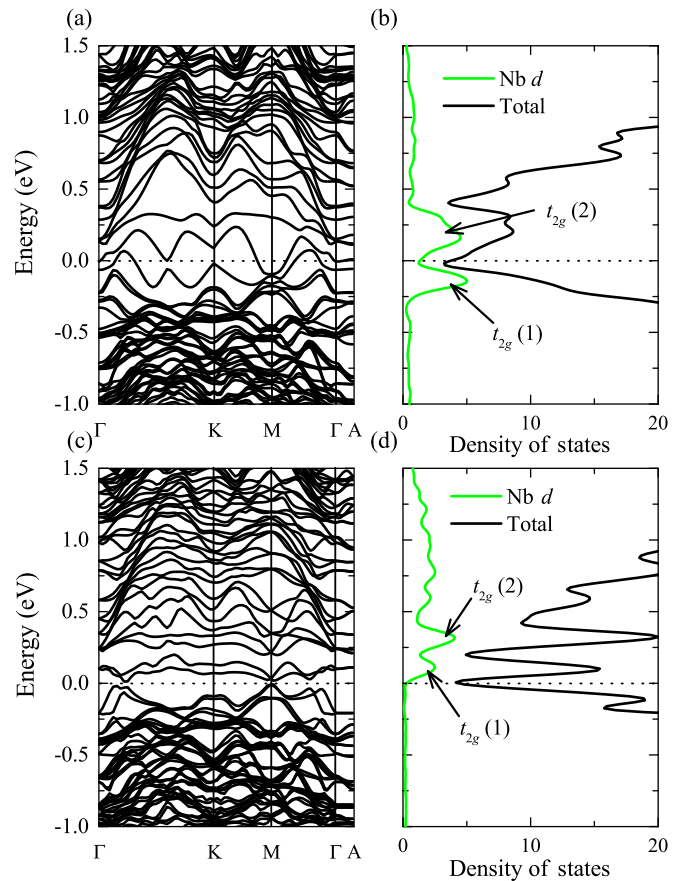 (a)
(b)
1.5
1.0
0.5
0.0
-0.5
-1.0
Energy (eV)
Γ K M Γ A
Nb d
Total
t2g (2)
t2g (1)
0 10 20
Density of states
(c)
(d)
1.5
1.0
0.5
0.0
-0.5
-1.0
Energy (eV)
Γ K M Γ A
Nb d
Total
t2g (2)
t2g (1)
0 10 20
Density of states